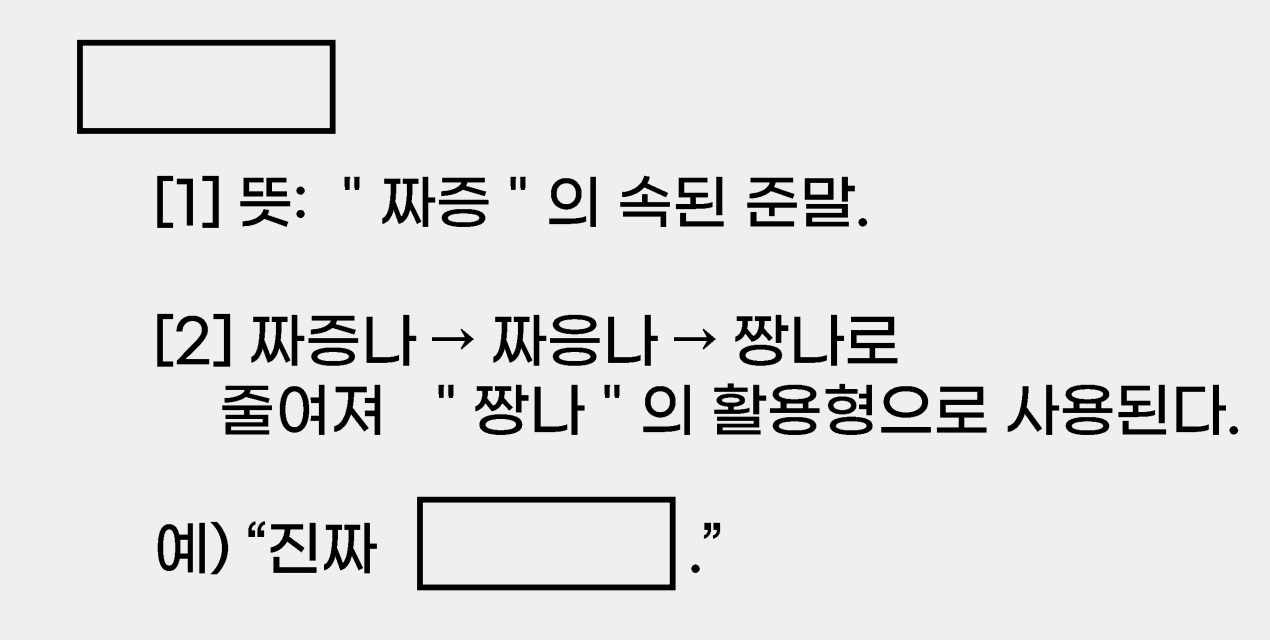 [1] 뜻: " 짜증 " 의 속된 준말.
[2] 짜증나 → 짜응나 → 짱나로
줄여져 " 짱나 " 의 활용형으로 사용된다.
예) “진짜 .”